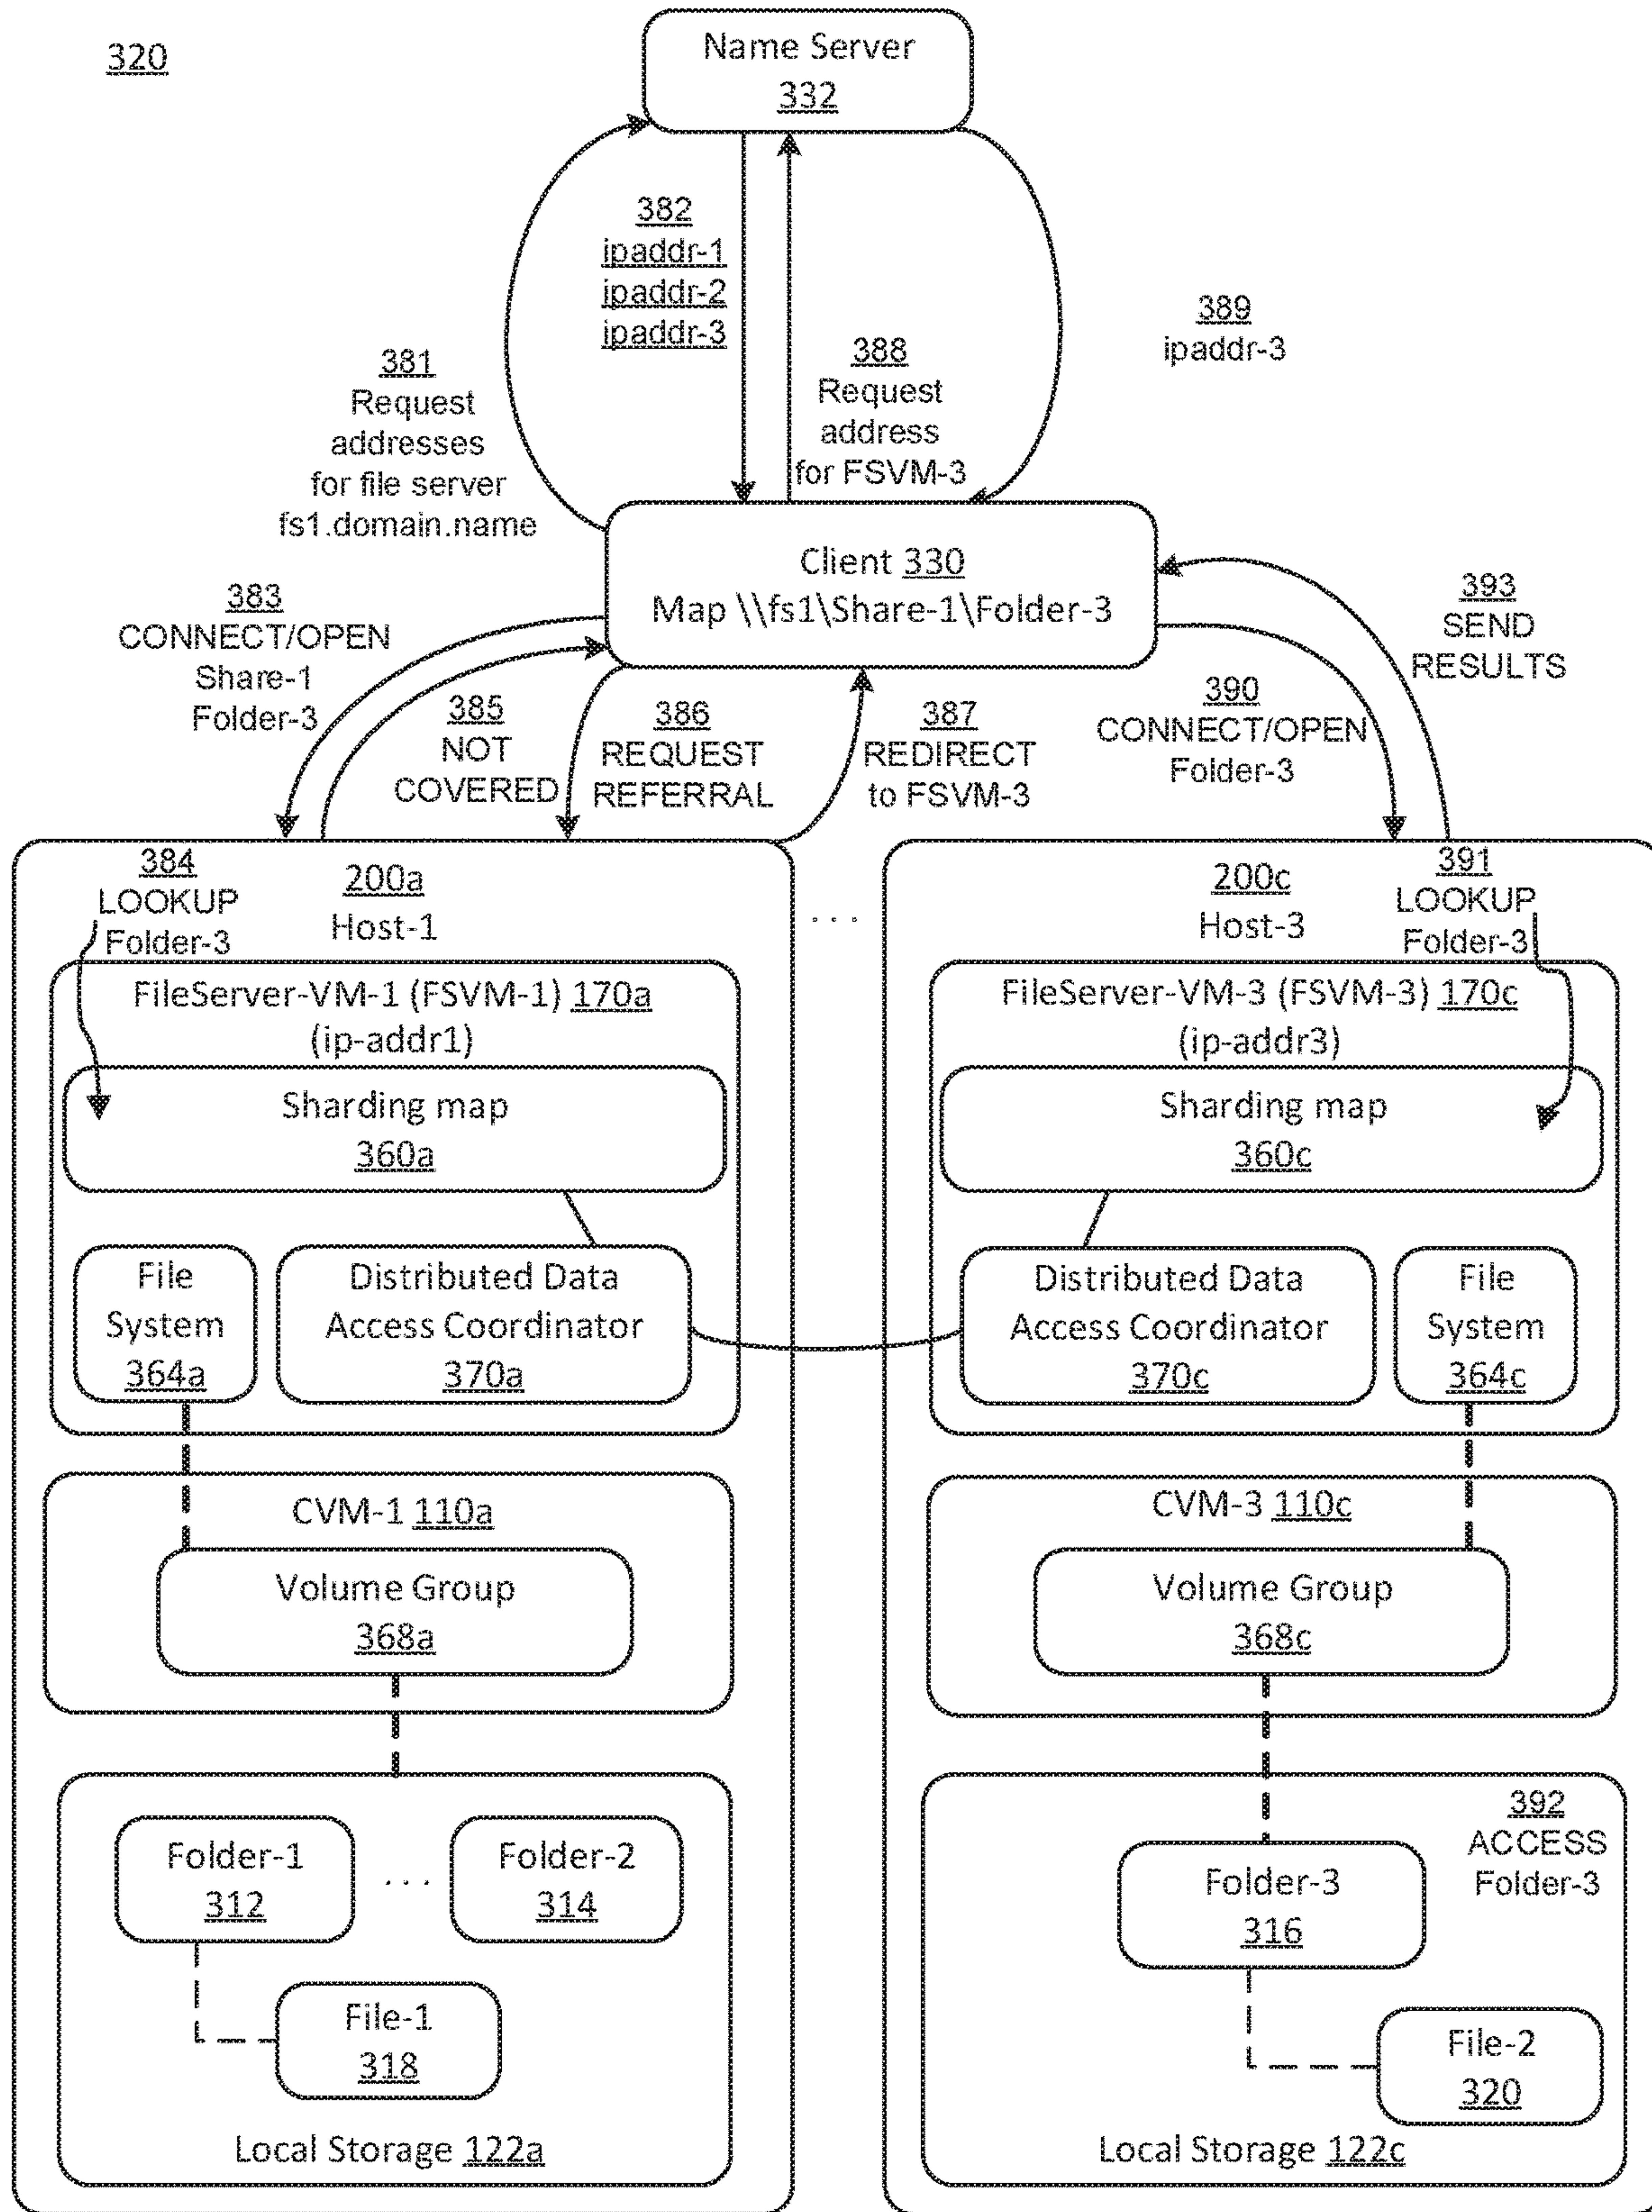 320
Name Server
332
382
ipaddr-1
ipaddr-2
ipaddr-3
389
ipaddr-3
381
Request
addresses
for file server
fs1.domain.name
388
Request
address
for FSVM-3
Client 330
Map \\fs1\Share-1\Folder-3
383
CONNECT/OPEN
Share-1
Folder-3
385
NOT
COVERED
386
REQUEST
REFERRAL
387
REDIRECT
to FSVM-3
390
CONNECT/OPEN
Folder-3
393
SEND
RESULTS
384
LOOKUP
Folder-3
200a
Host-1
. . .
200c
Host-3
391
LOOKUP
Folder-3
FileServer-VM-1 (FSVM-1) 170a
(ip-addr1)
Sharding map
360a
File
System
364a
Distributed Data
Access Coordinator
370a
FileServer-VM-3 (FSVM-3) 170c
(ip-addr3)
Sharding map
360c
Distributed Data
Access Coordinator
370c
File
System
364c
CVM-1 110a
Volume Group
368a
CVM-3 110c
Volume Group
368c
Folder-1
312
. . .
Folder-2
314
File-1
318
Local Storage 122a
392
ACCESS
Folder-3
Folder-3
316
File-2
320
Local Storage 122c